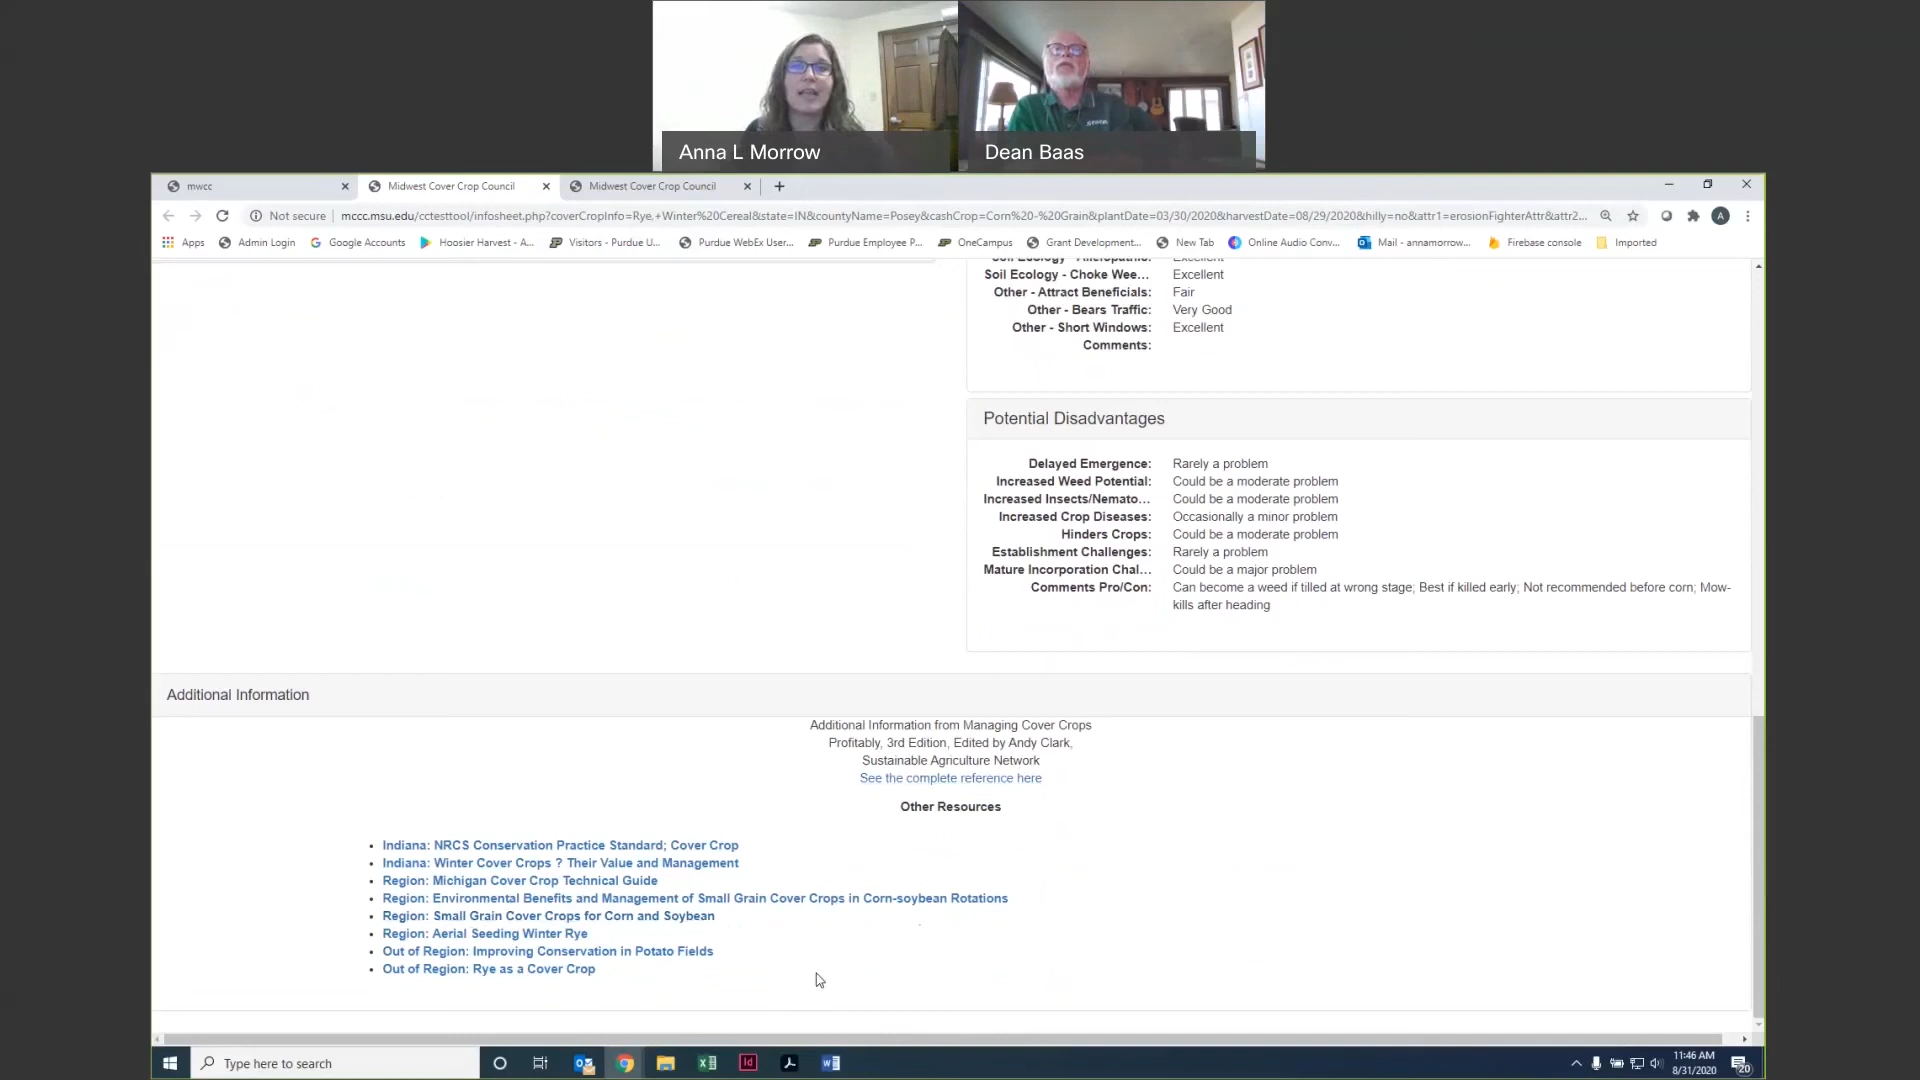 Anna L Morrow
Dean Baas
mwcc
Midwest Cover Crop Council
Midwest Cover Crop Council
Not secure
mccc.msu.edu/cctesttool/infosheet.php?coverCropInfo=Rye,+Winter%20Cereal&state=IN&countyName=Posey&cashCrop=Corn%20-%20Grain&plantDate=03/30/2020&harvestDate=08/29/2020&hilly=no&attr1=erosionFighterAttr&attr2...
A
Apps
Admin Login
Google Accounts
Hoosier Harvest - A...
Visitors - Purdue U...
Purdue WebEx User...
Purdue Employee P...
OneCampus
Grant Development...
New Tab
Online Audio Conv...
Mail - annamorrow...
Firebase console
Imported
Soil Ecology - Allelopathic: Excellent
Soil Ecology - Choke Wee... Excellent
Other - Attract Beneficials: Fair
Other - Bears Traffic: Very Good
Other - Short Windows: Excellent
Comments:
Potential Disadvantages
Delayed Emergence: Rarely a problem
Increased Weed Potential: Could be a moderate problem
Increased Insects/Nemato... Could be a moderate problem
Increased Crop Diseases: Occasionally a minor problem
Hinders Crops: Could be a moderate problem
Establishment Challenges: Rarely a problem
Mature Incorporation Chal... Could be a major problem
Comments Pro/Con: Can become a weed if tilled at wrong stage; Best if killed early; Not recommended before corn; Mow-
kills after heading
Additional Information
Additional Information from Managing Cover Crops
Profitably, 3rd Edition, Edited by Andy Clark,
Sustainable Agriculture Network
See the complete reference here
Other Resources
Indiana: NRCS Conservation Practice Standard; Cover Crop
Indiana: Winter Cover Crops ? Their Value and Management
Region: Michigan Cover Crop Technical Guide
Region: Environmental Benefits and Management of Small Grain Cover Crops in Corn-soybean Rotations
Region: Small Grain Cover Crops for Corn and Soybean
Region: Aerial Seeding Winter Rye
Out of Region: Improving Conservation in Potato Fields
Out of Region: Rye as a Cover Crop
Type here to search
11:46 AM
8/31/2020
20